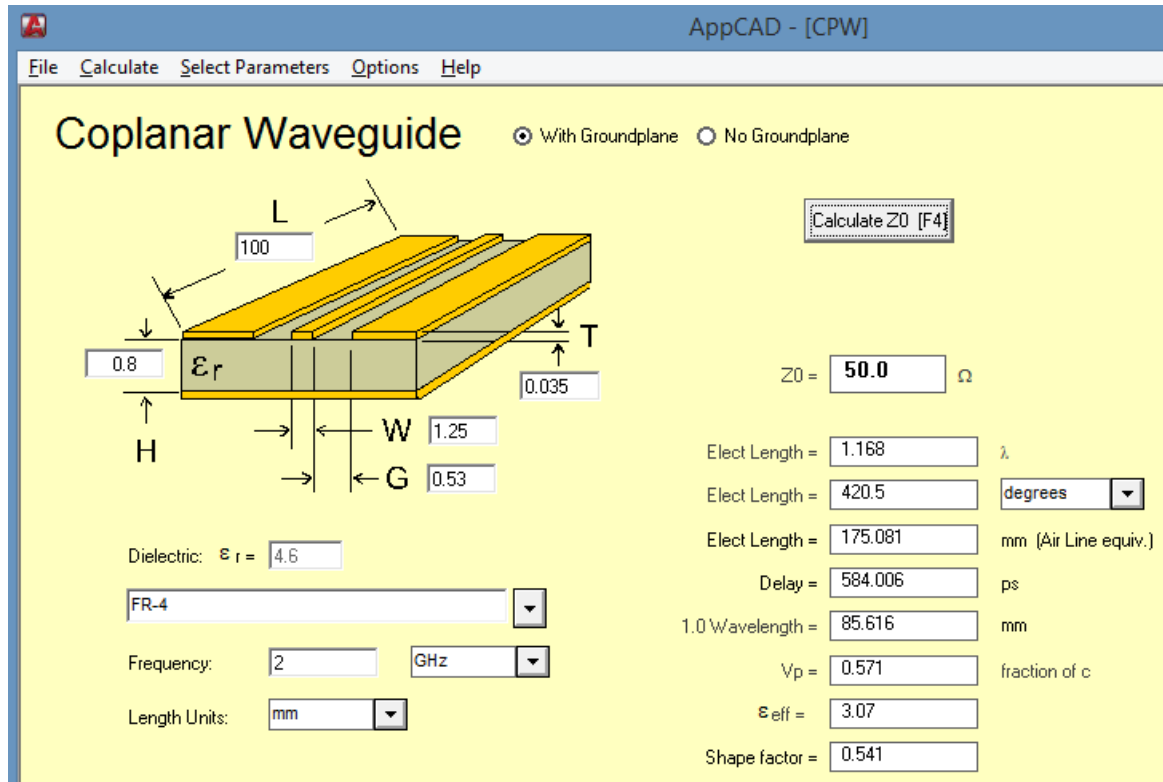 AppCAD - [CPW]
File Calculate Select Parameters Options Help
Coplanar Waveguide With Groundplane No Groundplane
Calculate Z0 [F4]
L
100
T
0.035
0.8
εr
H
W 1.25
G 0.53
Z0 = 50.0 Ω
Elect Length = 1.168 λ
Elect Length = 420.5 degrees
Elect Length = 175.081 mm (Air Line equiv.)
Delay = 584.006 ps
1.0 Wavelength = 85.616 mm
Vp = 0.571 fraction of c
εeff = 3.07
Shape factor = 0.541
Dielectric: εr = 4.6
FR-4
Frequency: 2 GHz
Length Units: mm